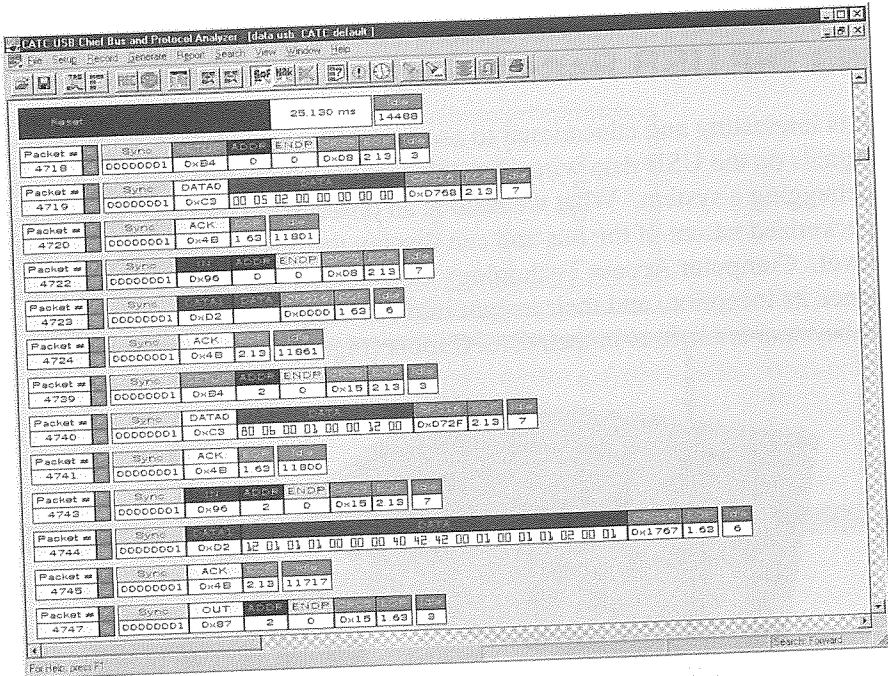 CATC USB Chief Bus and Protocol Analyzer [data.usb CATC default]
File Setup Record Generate Report Search View Window Help
Reset 25.130 ms Idle 14488
Packet # 4718 Sync 00000001 0xB4 ADDR 0 ENDP 0 0x08 2.13 Idle 3
Packet # 4719 Sync 00000001 DATA0 0xC3 DATA 00 05 02 00 00 00 00 00 0xD768 2.13 7
Packet # 4720 Sync 00000001 ACK 0x4B 1.63 11801
Packet # 4722 Sync 00000001 IN 0x96 ADDR 0 ENDP 0 0x08 2.13 7
Packet # 4723 Sync 00000001 DATA1 0xD2 DATA 0x0000 1.63 6
Packet # 4724 Sync 00000001 ACK 0x4B 2.13 11861
Packet # 4739 Sync 00000001 0xB4 ADDR 2 ENDP 0 0x15 2.13 3
Packet # 4740 Sync 00000001 DATA0 0xC3 DATA 80 06 00 01 00 00 12 00 0xD72F 2.13 7
Packet # 4741 Sync 00000001 ACK 0x4B 1.63 11800
Packet # 4743 Sync 00000001 IN 0x96 ADDR 2 ENDP 0 0x15 2.13 7
Packet # 4744 Sync 00000001 DATA1 0xD2 DATA 12 01 01 01 00 00 00 40 42 42 00 01 00 01 01 02 00 01 0x1767 1.63 6
Packet # 4745 Sync 00000001 ACK 0x4B 2.13 11717
Packet # 4747 Sync 00000001 OUT 0x87 ADDR 2 ENDP 0 0x15 1.63 3
For Help, press F1 Search: Forward